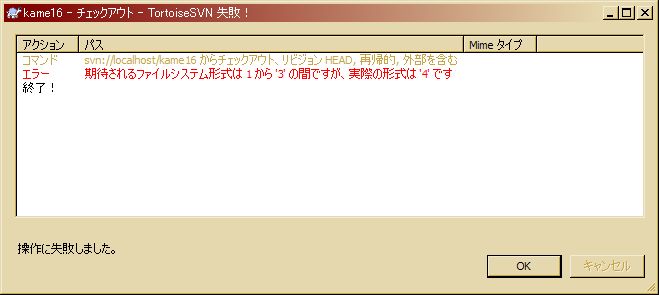 kame16 - チェックアウト - TortoiseSVN 失敗！
アクション パス Mime タイプ
コマンド svn://localhost/kame16 からチェックアウト、リビジョン HEAD, 再帰的, 外部を含む
エラー 期待されるファイルシステム形式は 1 から '3' の間ですが、実際の形式は '4' です
終了！
操作に失敗しました。
OK キャンセル